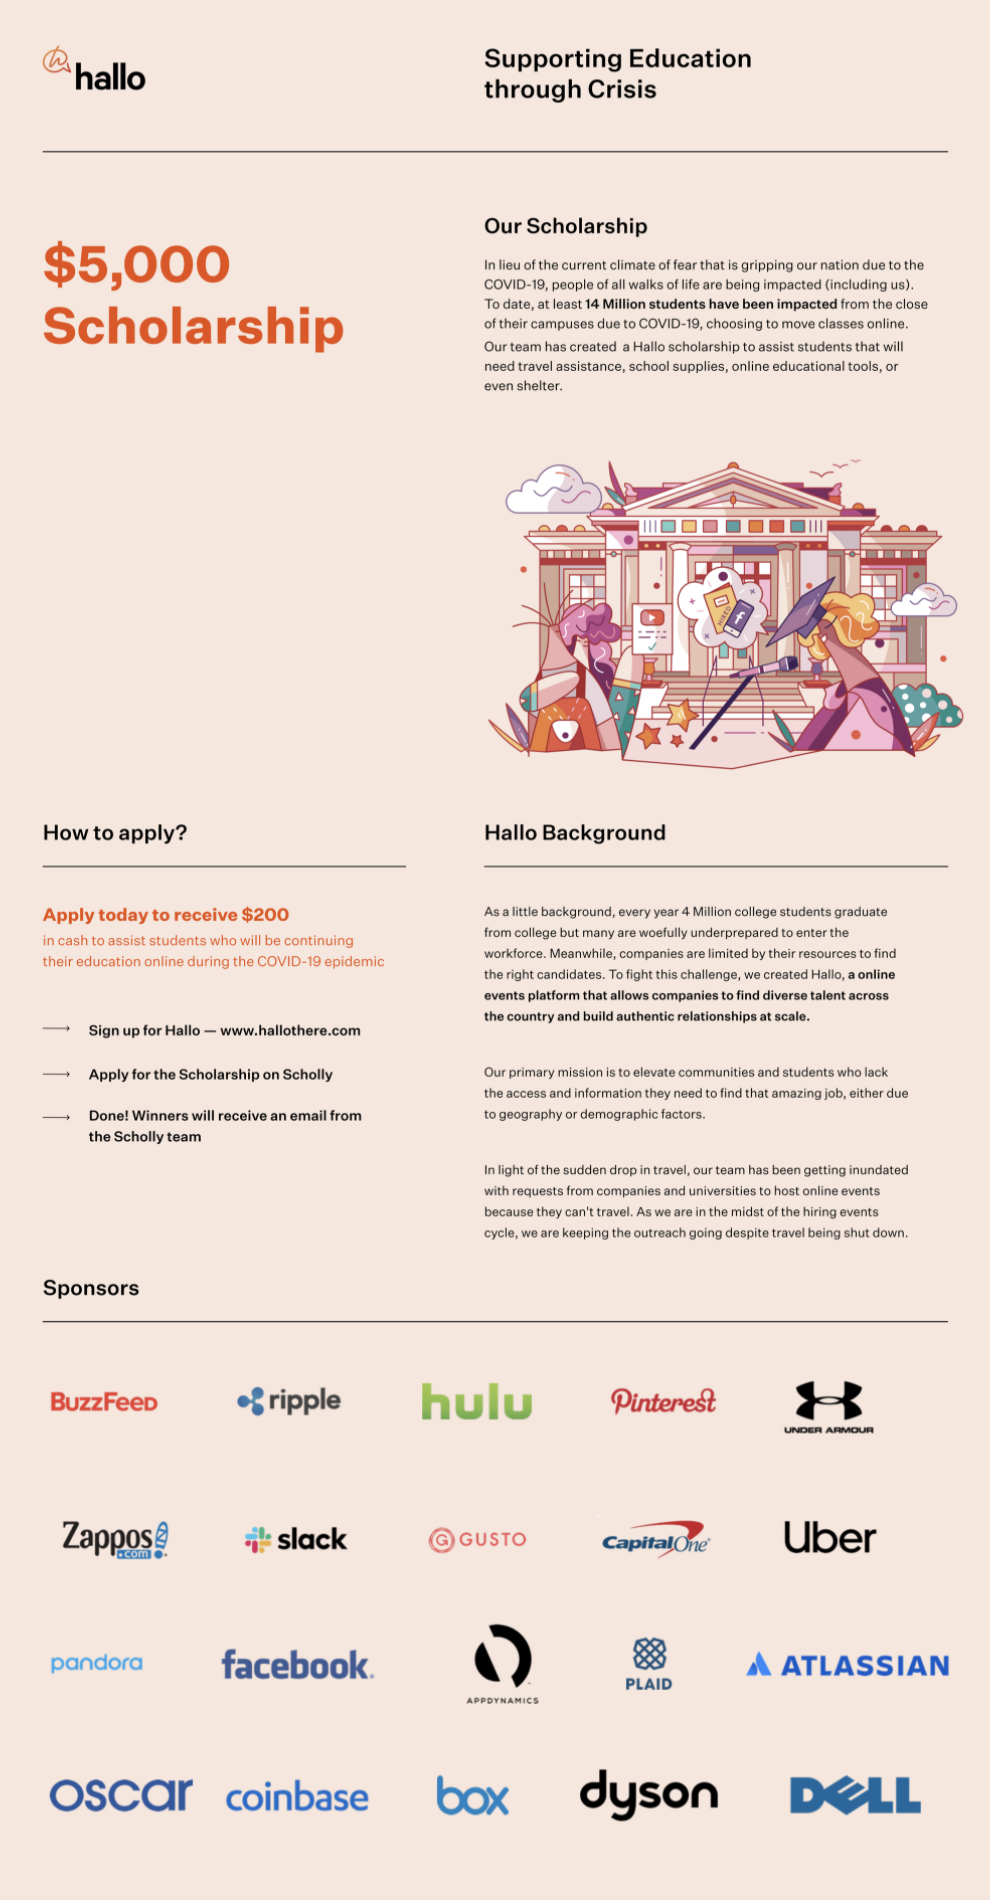 hallo
Supporting Education
through Crisis
$5,000
Scholarship
Our Scholarship
In lieu of the current climate of fear that is gripping our nation due to the
COVID-19, people of all walks of life are being impacted (including us).
To date, at least 14 Million students have been impacted from the close
of their campuses due to COVID-19, choosing to move classes online.
Our team has created a Hallo scholarship to assist students that will
need travel assistance, school supplies, online educational tools, or
even shelter.
HIRED
f
How to apply?
Apply today to receive $200
in cash to assist students who will be continuing
their education online during the COVID-19 epidemic
Sign up for Hallo — www.hallothere.com
Apply for the Scholarship on Scholly
Done! Winners will receive an email from
the Scholly team
Hallo Background
As a little background, every year 4 Million college students graduate
from college but many are woefully underprepared to enter the
workforce. Meanwhile, companies are limited by their resources to find
the right candidates. To fight this challenge, we created Hallo, a online
events platform that allows companies to find diverse talent across
the country and build authentic relationships at scale.
Our primary mission is to elevate communities and students who lack
the access and information they need to find that amazing job, either due
to geography or demographic factors.
In light of the sudden drop in travel, our team has been getting inundated
with requests from companies and universities to host online events
because they can't travel. As we are in the midst of the hiring events
cycle, we are keeping the outreach going despite travel being shut down.
Sponsors
BuzzFeeD
ripple
hulu
Pinterest
UNDER ARMOUR
Zappos
.com
slack
G GUSTO
CapitalOne
Uber
pandora
facebook.
APPDYNAMICS
PLAID
ATLASSIAN
oscar
coinbase
box
dyson
DELL